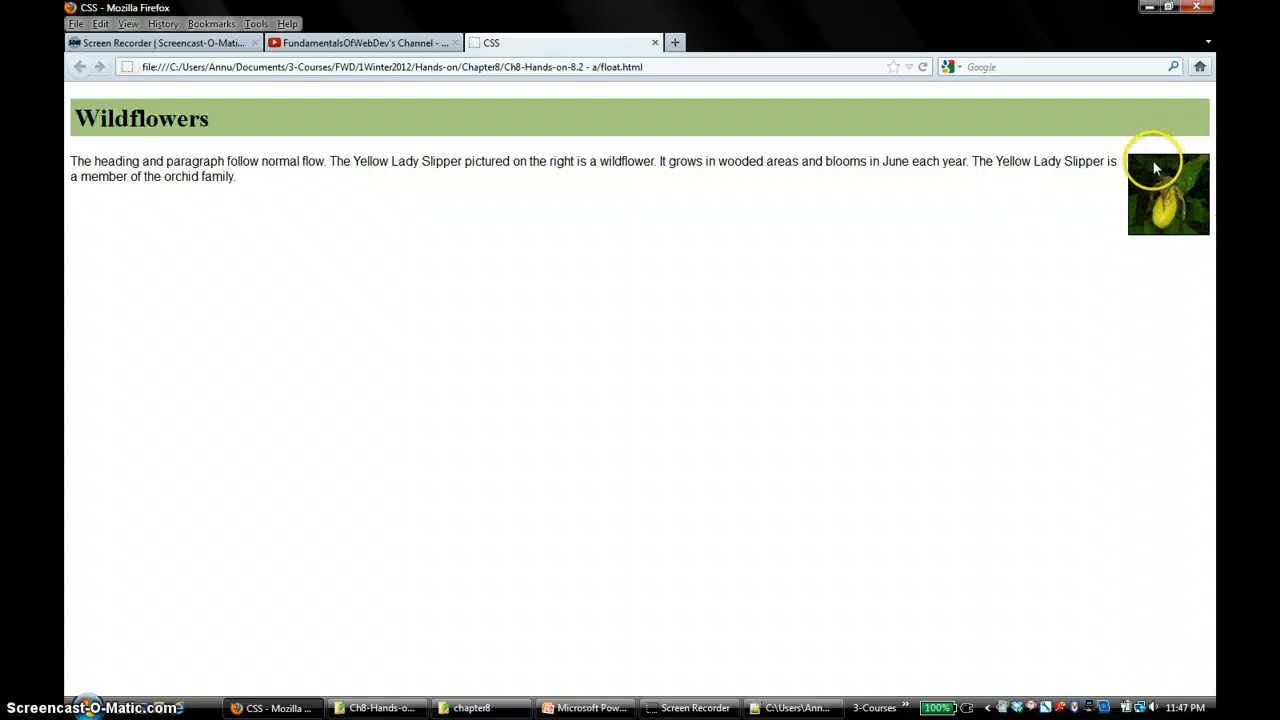 CSS - Mozilla Firefox
File Edit View History Bookmarks Tools Help
Screen Recorder | Screencast-O-Mati... FundamentalsOfWebDev's Channel - ... CSS
file:///C:/Users/Annu/Documents/3-Courses/FWD/1Winter2012/Hands-on/Chapter8/Ch8-Hands-on-8.2 - a/float.html Google
Wildflowers
The heading and paragraph follow normal flow. The Yellow Lady Slipper pictured on the right is a wildflower. It grows in wooded areas and blooms in June each year. The Yellow Lady Slipper is
a member of the orchid family.
Screencast-O-Matic.com CSS - Mozilla Firef... Ch8-Hands-o... chapter8 Microsoft Pow... Screen Recorder C:\Users\Ann... 3-Courses 100% 11:47 PM